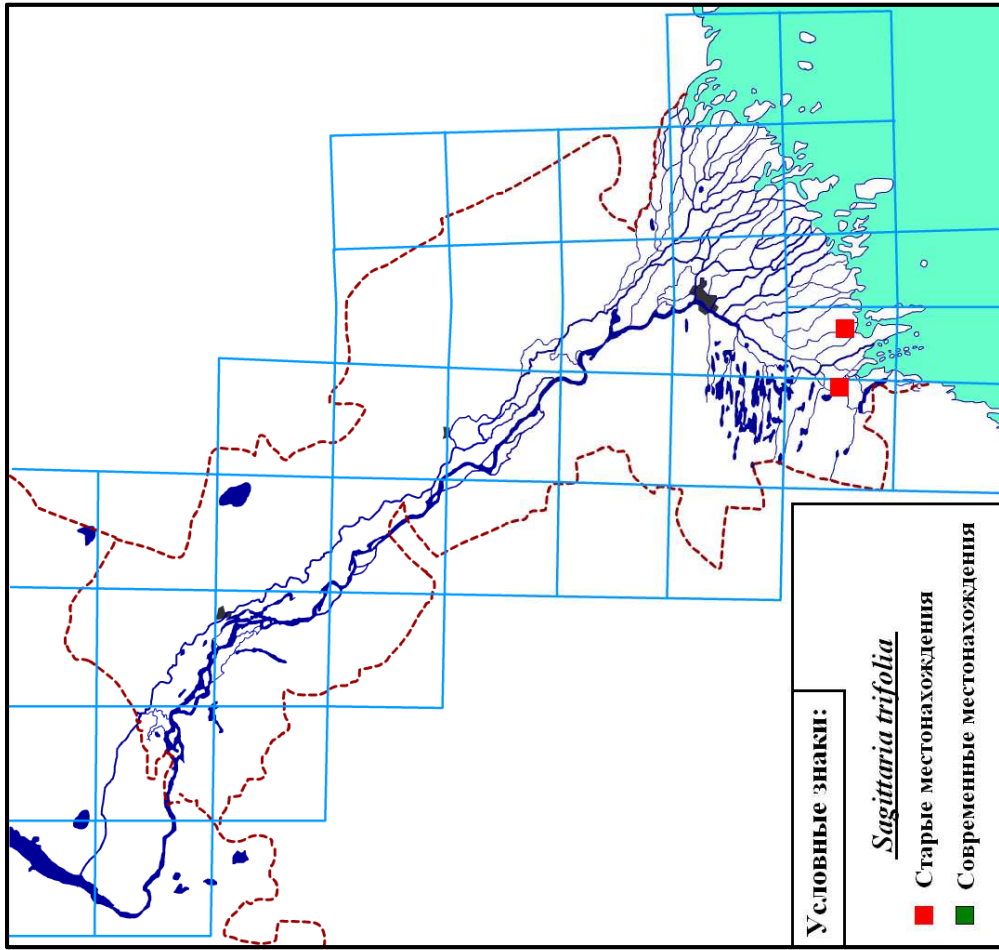 Условные знаки:
Sagittaria trifolia
Старые местонахождения
Современные местонахождения